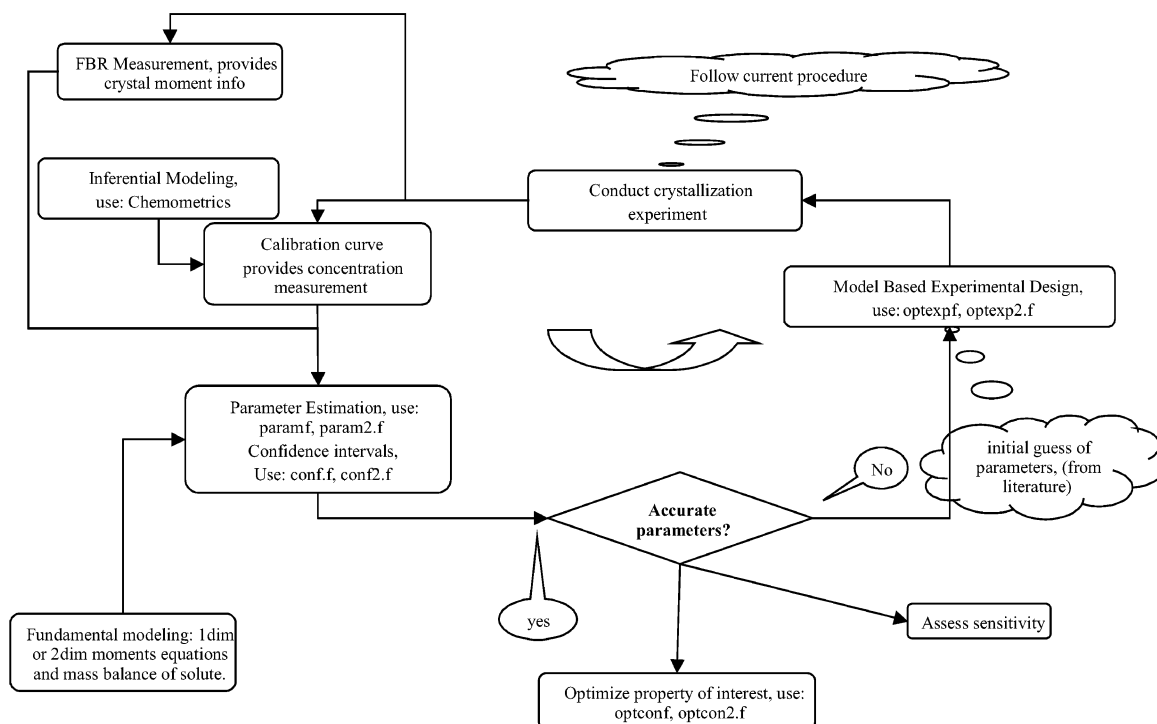 FBR Measurement, provides
crystal moment info
Follow current procedure
Inferential Modeling,
use: Chemometrics
Conduct crystallization
experiment
Calibration curve
provides concentration
measurement
Model Based Experimental Design,
use: optexpf, optexp2.f
Parameter Estimation, use:
paramf, param2.f
Confidence intervals,
Use: conf.f, conf2.f
initial guess of
parameters, (from
literature)
No
Accurate
parameters?
yes
Assess sensitivity
Fundamental modeling: 1dim
or 2dim moments equations
and mass balance of solute.
Optimize property of interest, use:
optconf, optcon2.f